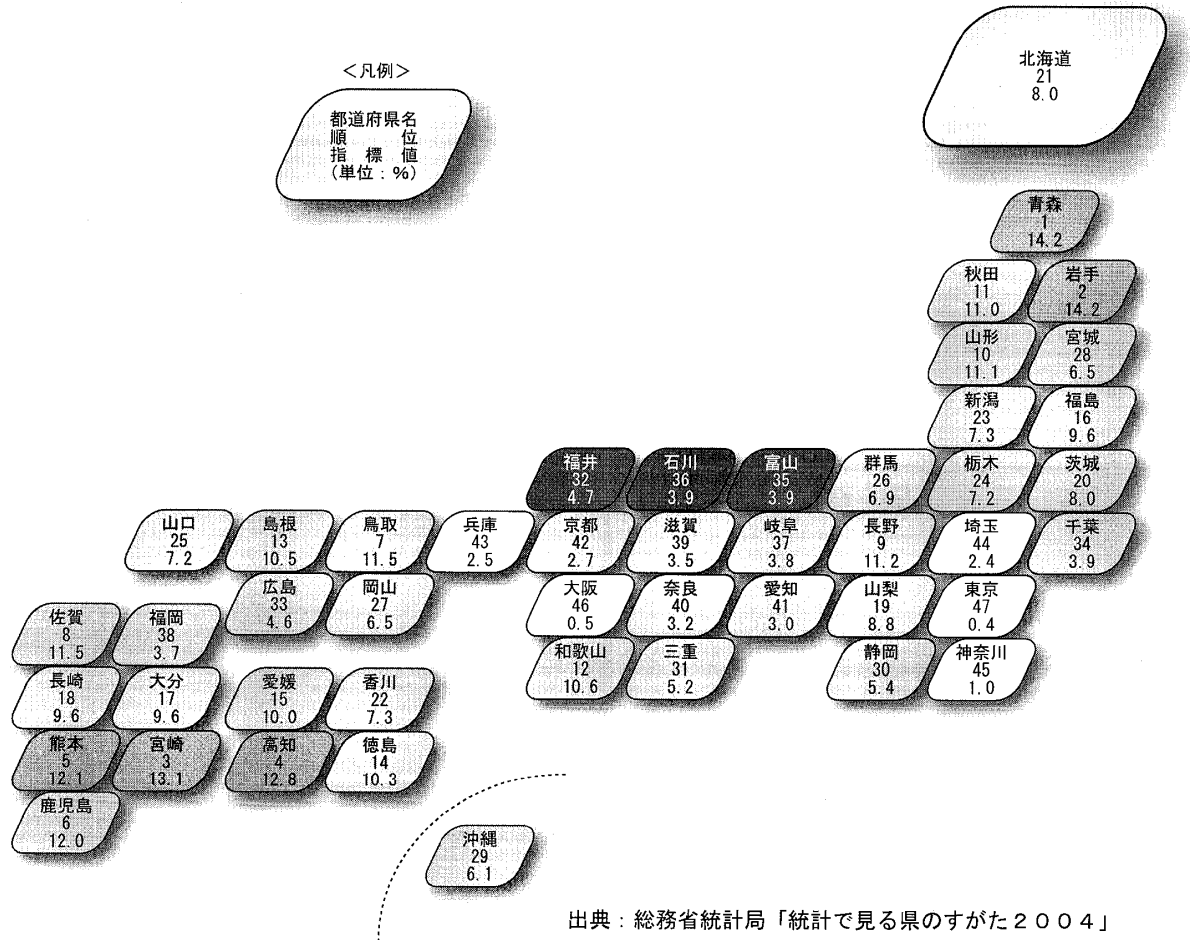 北海道
21
8.0
＜凡例＞
都道府県名
順　　位
指　標　値
（単位：％）
青森
1
14.2
秋田
11
11.0
岩手
2
14.2
山形
10
11.1
宮城
28
6.5
新潟
23
7.3
福島
16
9.6
福井
32
4.7
石川
36
3.9
富山
35
3.9
群馬
26
6.9
栃木
24
7.2
茨城
20
8.0
山口
25
7.2
島根
13
10.5
鳥取
7
11.5
兵庫
43
2.5
京都
42
2.7
滋賀
39
3.5
岐阜
37
3.8
長野
9
11.2
埼玉
44
2.4
千葉
34
3.9
広島
33
4.6
岡山
27
6.5
大阪
46
0.5
奈良
40
3.2
愛知
41
3.0
山梨
19
8.8
東京
47
0.4
佐賀
8
11.5
福岡
38
3.7
和歌山
12
10.6
三重
31
5.2
静岡
30
5.4
神奈川
45
1.0
長崎
18
9.6
大分
17
9.6
愛媛
15
10.0
香川
22
7.3
熊本
5
12.1
宮崎
3
13.1
高知
4
12.8
徳島
14
10.3
鹿児島
6
12.0
沖縄
29
6.1
出典：総務省統計局「統計で見る県のすがた２００４」